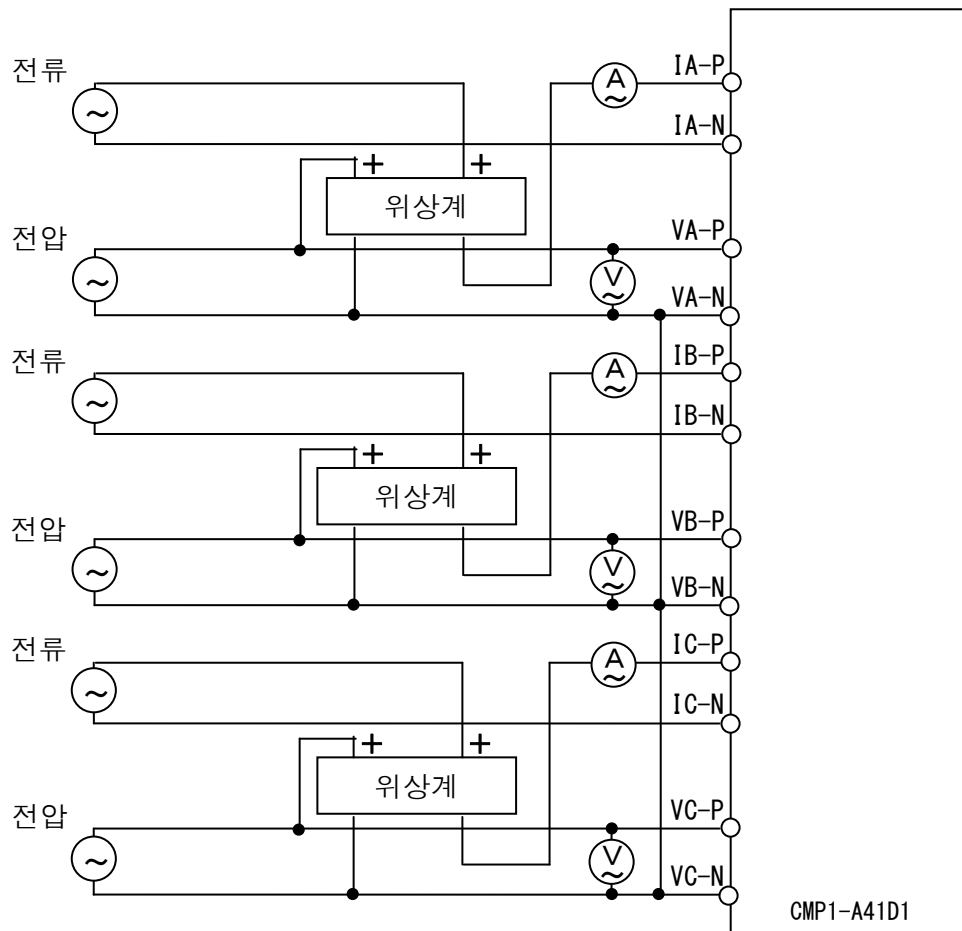 전류
A
IA-P
IA-N
+ +
위상계
전압
VA-P
V
VA-N
전류
A
IB-P
IB-N
+ +
위상계
전압
VB-P
V
VB-N
전류
A
IC-P
IC-N
+ +
위상계
전압
VC-P
V
VC-N
CMP1-A41D1